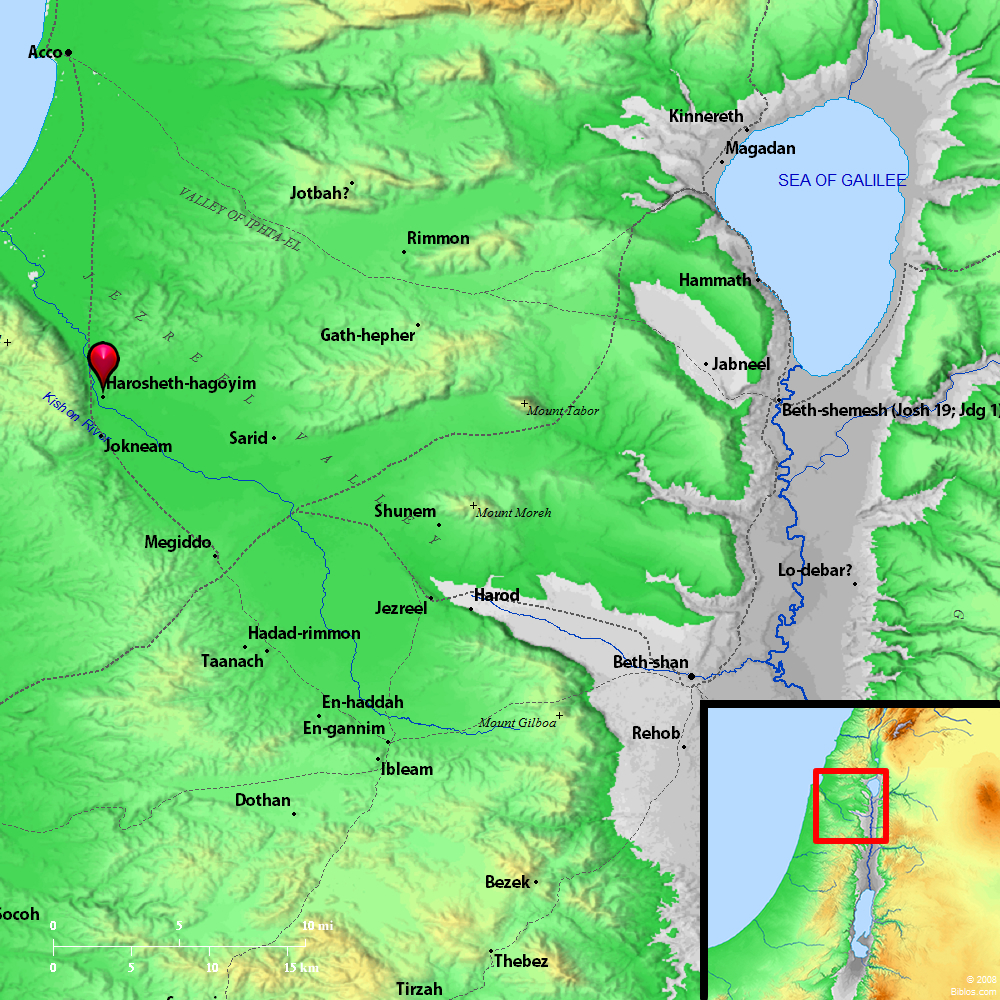 Acco
Kinnereth
Magadan
SEA OF GALILEE
Jotbah?
VALLEY OF IPHTA-EL
Rimmon
Hammath
JEZREEL VALLEY
Gath-hepher
Jabneel
Harosheth-hagoyim
Kishon River
Mount Tabor
Beth-shemesh (Josh 19; Jdg 1)
Jokneam
Sarid
Shunem
Mount Moreh
Megiddo
Lo-debar?
Jezreel
Harod
G
Hadad-rimmon
Taanach
Beth-shan
En-haddah
Mount Gilboa
En-gannim
Rehob
Ibleam
Dothan
Bezek
Socoh
0 5 10 mi
0 5 10 15 km
Thebez
Tirzah
© 2008
Biblos.com